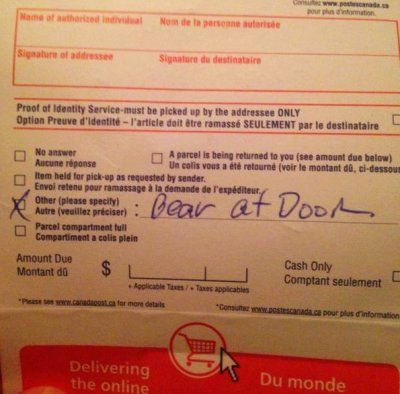 Consultez www.postescanada.ca
pour plus d'information.
Name of authorized individual Nom de la personne autorisée
Signature of addressee Signature du destinataire
Proof of Identity Service-must be picked up by the addressee ONLY
Option Preuve d'identité – l'article doit être ramassé SEULEMENT par le destinataire
No answer
Aucune réponse
A parcel is being returned to you (see amount due below)
Un colis vous a été retourné (voir le montant dû, ci-dessous
Item held for pick-up as requested by sender.
Envoi retenu pour ramassage à la demande de l'expéditeur.
X Other (please specify)
Autre (veuillez préciser) : Bear at Door
Parcel compartment full
Compartiment à colis plein
Amount Due
Montant dû $
+ Applicable Taxes / + Taxes applicables
Cash Only
Comptant seulement
*Please see www.canadapost.ca for more details
*Consultez www.postescanada.ca pour plus d'information
Delivering
the online
Du monde